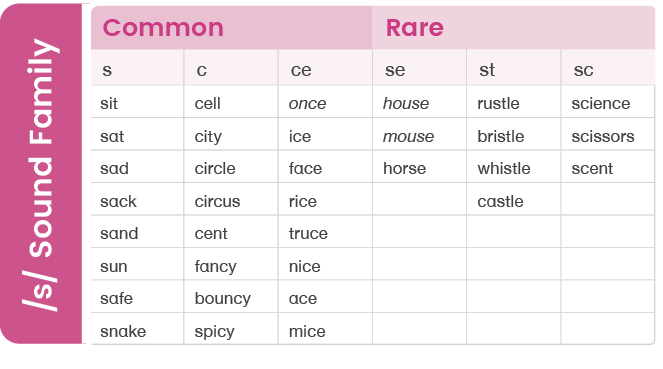 /s/ Sound Family
Common Rare
s c ce se st sc
sit cell once house rustle science
sat city ice mouse bristle scissors
sad circle face horse whistle scent
sack circus rice castle
sand cent truce
sun fancy nice
safe bouncy ace
snake spicy mice